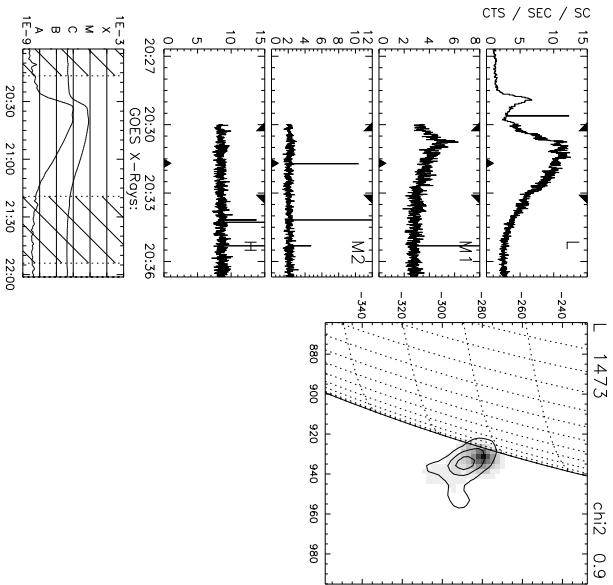 CTS / SEC / SC
0 5 10 15
L
0 2 4 6 8
M1
0 2 4 6 8 10 12
M2
0 5 10 15
H
20:27 20:30 20:33 20:36
GOES X-Rays:
1E-3
X
M
C
B
A
1E-9
20:30 21:00 21:30 22:00
L 1473 chi2 0.9
-240
-260
-280
-300
-320
-340
880 900 920 940 960 980